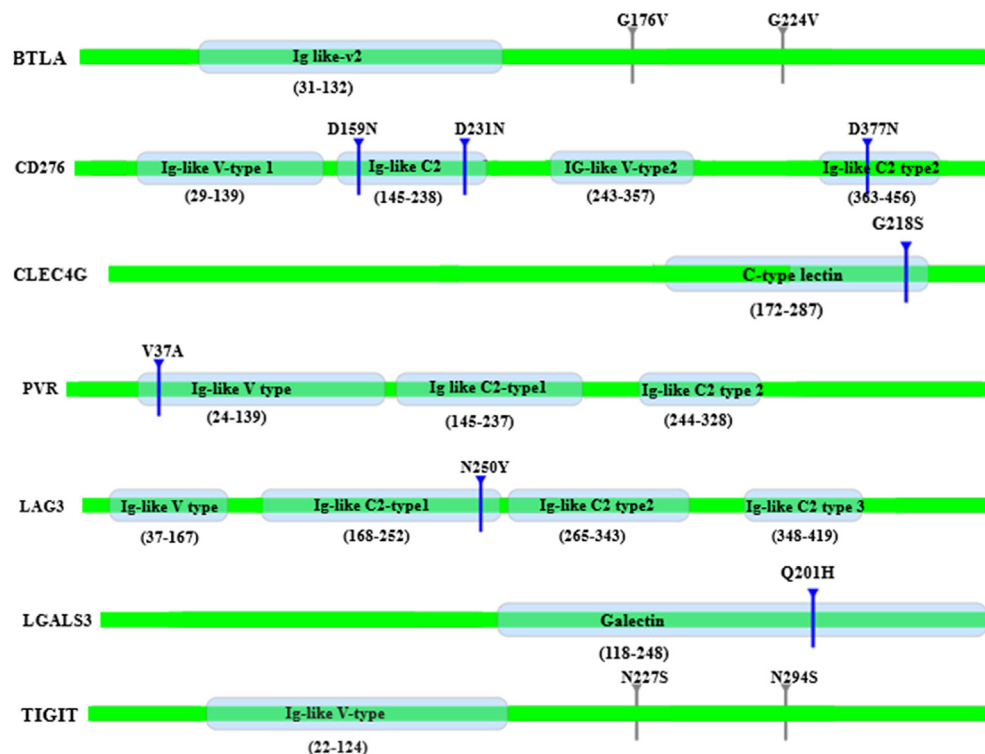 G176V G224V
BTLA Ig like-v2
(31-132)
D159N D231N D377N
CD276 Ig-like V-type 1 Ig-like C2 IG-like V-type2 Ig-like C2 type2
(29-139) (145-238) (243-357) (363-456)
G218S
CLEC4G C-type lectin
(172-287)
V37A
PVR Ig-like V type Ig like C2-type1 Ig-like C2 type 2
(24-139) (145-237) (244-328)
N250Y
LAG3 Ig-like V type Ig-like C2-type1 Ig-like C2 type2 Ig-like C2 type 3
(37-167) (168-252) (265-343) (348-419)
Q201H
LGALS3 Galectin
(118-248)
N227S N294S
TIGIT Ig-like V-type
(22-124)